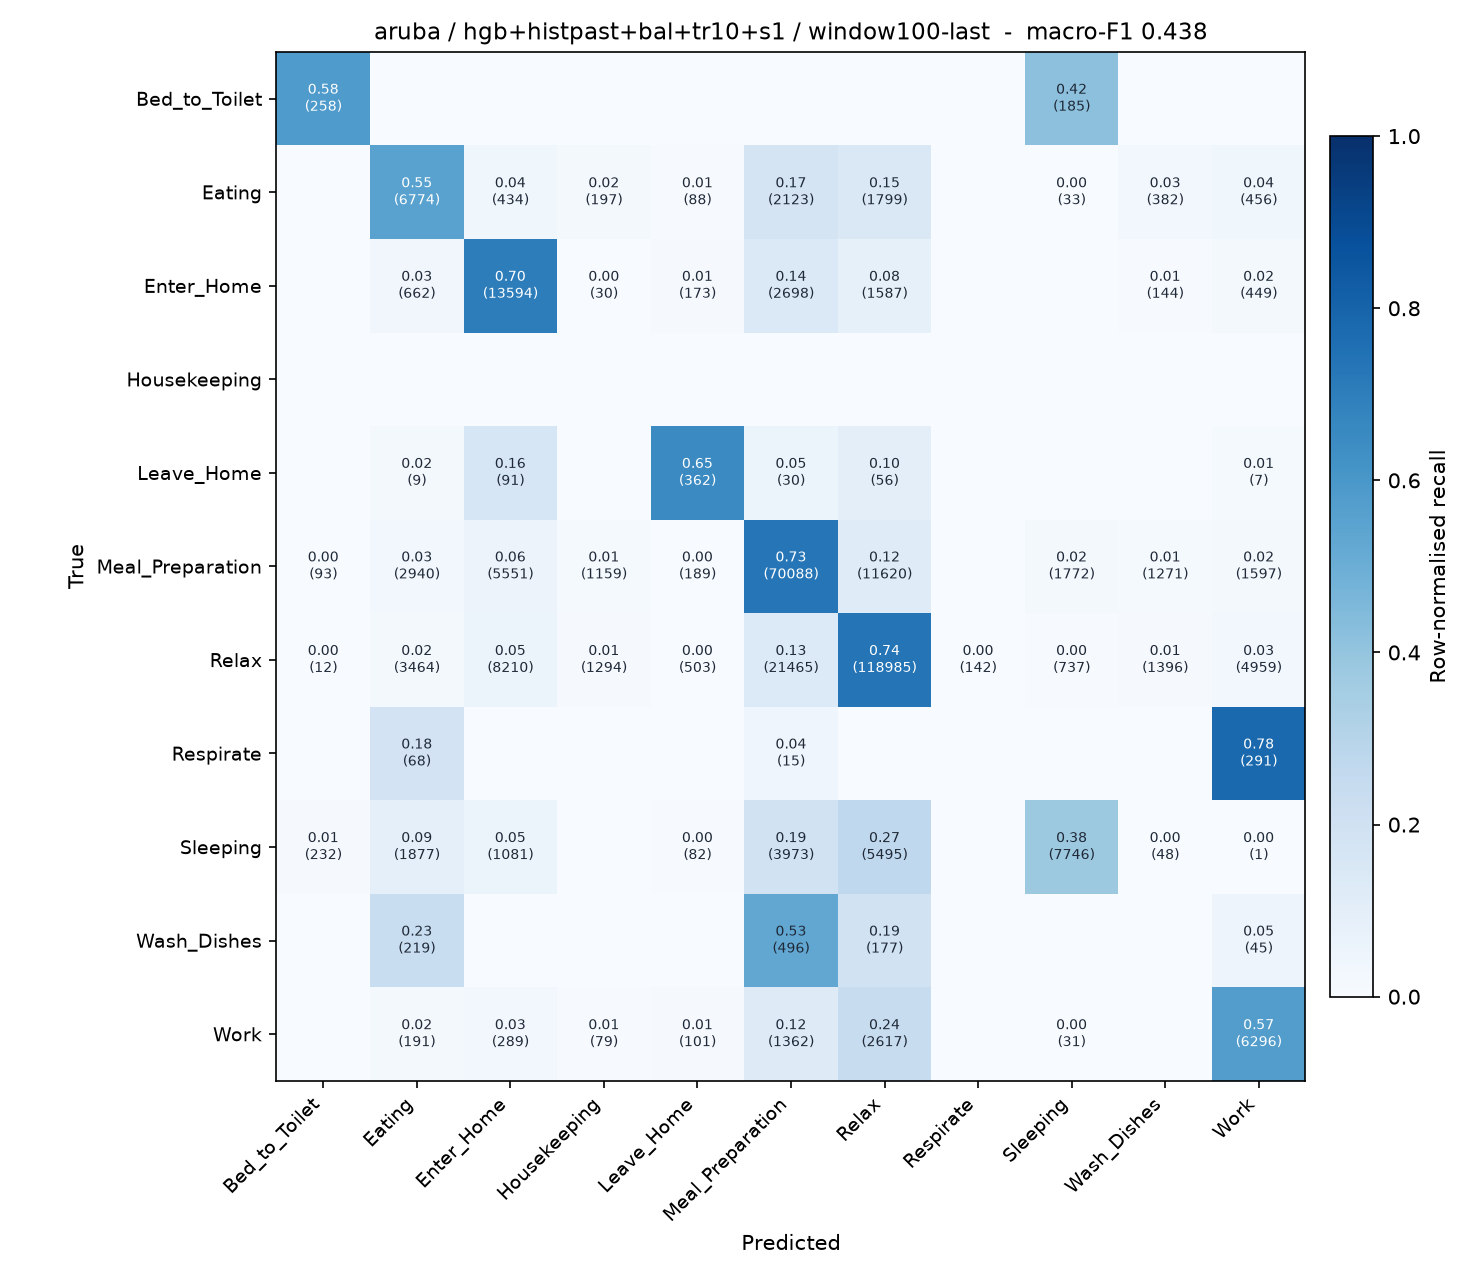 aruba / hgb+histpast+bal+tr10+s1 / window100-last - macro-F1 0.438
True
Bed_to_Toilet
0.58 0.42
(258) (185)
Eating
0.55 0.04 0.02 0.01 0.17 0.15 0.00 0.03 0.04
(6774) (434) (197) (88) (2123) (1799) (33) (382) (456)
Enter_Home
0.03 0.70 0.00 0.01 0.14 0.08 0.01 0.02
(662) (13594) (30) (173) (2698) (1587) (144) (449)
Housekeeping
Leave_Home
0.02 0.16 0.65 0.05 0.10 0.01
(9) (91) (362) (30) (56) (7)
Meal_Preparation
0.00 0.03 0.06 0.01 0.00 0.73 0.12 0.02 0.01 0.02
(93) (2940) (5551) (1159) (189) (70088) (11620) (1772) (1271) (1597)
Relax
0.00 0.02 0.05 0.01 0.00 0.13 0.74 0.00 0.00 0.01 0.03
(12) (3464) (8210) (1294) (503) (21465) (118985) (142) (737) (1396) (4959)
Respirate
0.18 0.04 0.78
(68) (15) (291)
Sleeping
0.01 0.09 0.05 0.00 0.19 0.27 0.38 0.00 0.00
(232) (1877) (1081) (82) (3973) (5495) (7746) (48) (1)
Wash_Dishes
0.23 0.53 0.19 0.05
(219) (496) (177) (45)
Work
0.02 0.03 0.01 0.01 0.12 0.24 0.00 0.57
(191) (289) (79) (101) (1362) (2617) (31) (6296)
Bed_to_Toilet
Eating
Enter_Home
Housekeeping
Leave_Home
Meal_Preparation
Relax
Respirate
Sleeping
Wash_Dishes
Work
Predicted
1.0
0.8
0.6
0.4
0.2
0.0
Row-normalised recall